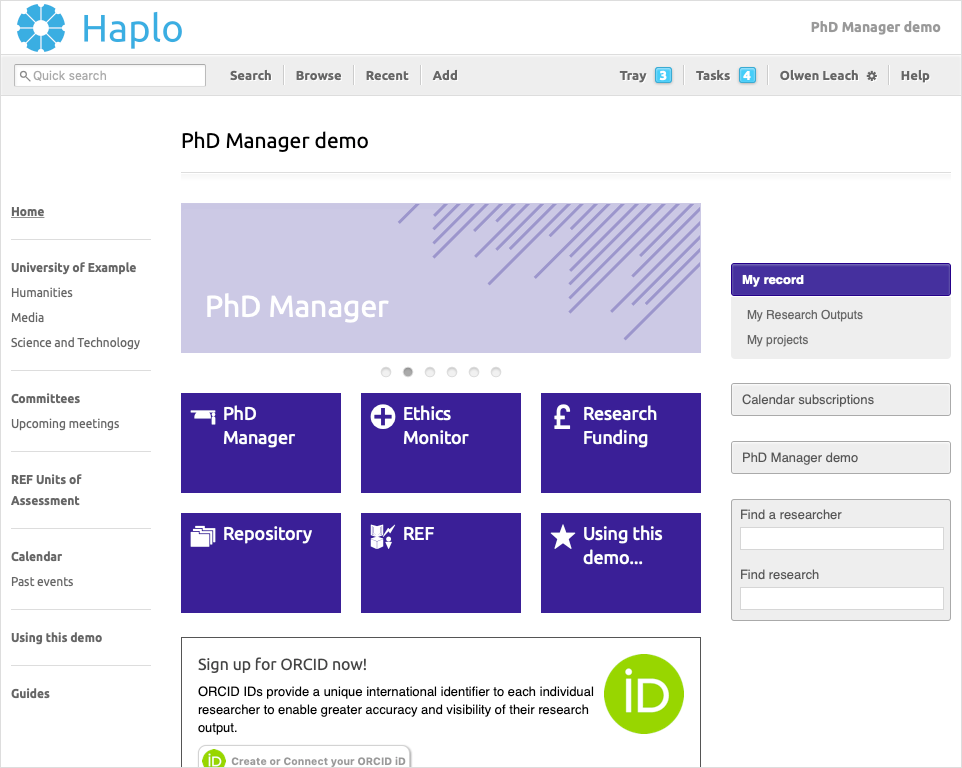 Haplo
PhD Manager demo
Quick search
Search
Browse
Recent
Add
Tray 3
Tasks 4
Olwen Leach
Help
PhD Manager demo
Home
University of Example
Humanities
Media
Science and Technology
Committees
Upcoming meetings
REF Units of
Assessment
Calendar
Past events
Using this demo
Guides
PhD Manager
PhD
Manager
Ethics
Monitor
£ Research
Funding
Repository
REF
Using this
demo...
Sign up for ORCID now!
ORCID IDs provide a unique international identifier to each individual
researcher to enable greater accuracy and visibility of their research
output.
iD
iD Create or Connect your ORCID iD
My record
My Research Outputs
My projects
Calendar subscriptions
PhD Manager demo
Find a researcher
Find research